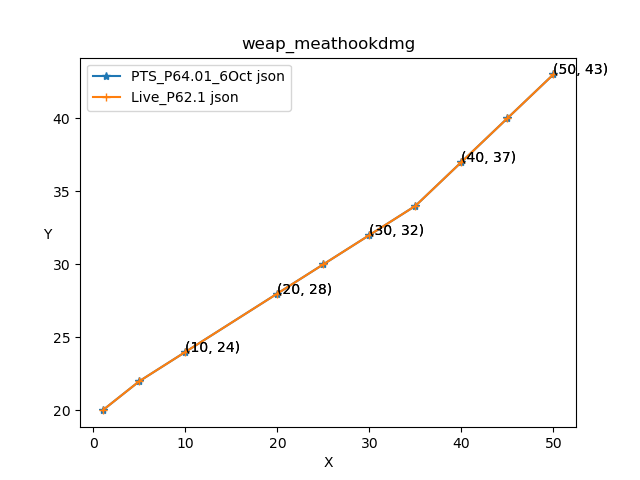 weap_meathookdmg
PTS_P64.01_6Oct json
Live_P62.1 json
(50, 43)
(40, 37)
(30, 32)
(20, 28)
(10, 24)
Y
40
35
30
25
20
0 10 20 30 40 50
X